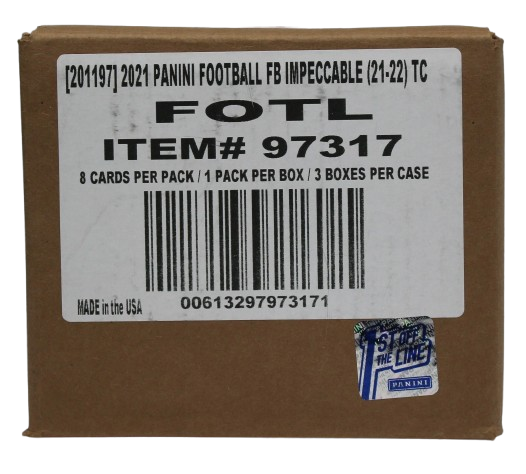 [201197] 2021 PANINI FOOTBALL FB IMPECCABLE (21-22) TC
FOTL
ITEM# 97317
8 CARDS PER PACK / 1 PACK PER BOX / 3 BOXES PER CASE
00613297973171
MADE in the USA
1ST OFF
THE LINE
PANINI